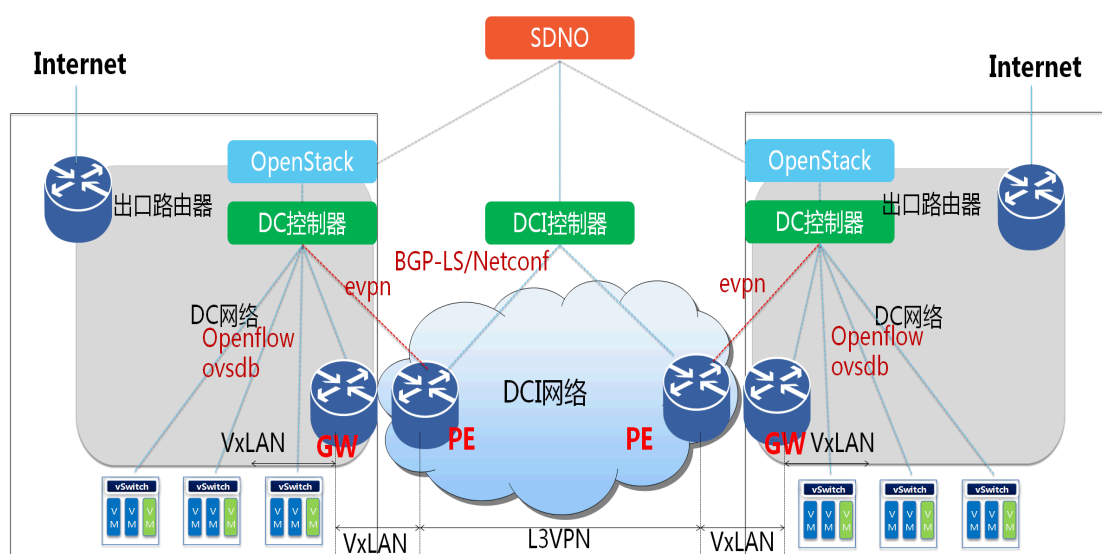 SDNO
Internet
Internet
OpenStack
OpenStack
出口路由器
出口路由器
DC控制器
DCI控制器
DC控制器
BGP-LS/Netconf
evpn
evpn
DC网络
DC网络
Openflow
ovsdb
Openflow
ovsdb
DCI网络
GW
PE
PE
GW
VxLAN
VxLAN
vSwitch
VM
VM
VM
vSwitch
VM
VM
VM
vSwitch
VM
VM
VM
vSwitch
VM
VM
VM
vSwitch
VM
VM
VM
vSwitch
VM
VM
VM
VxLAN
L3VPN
VxLAN